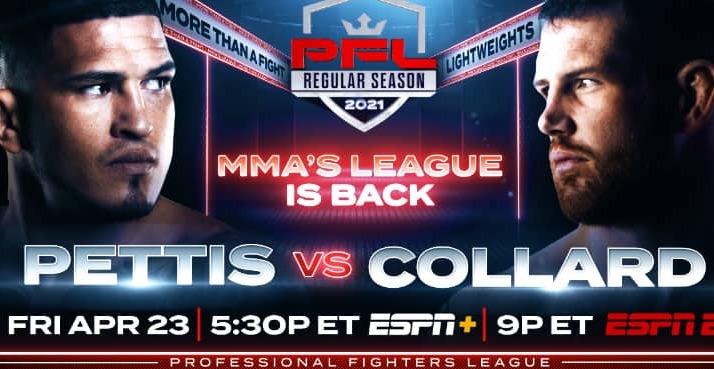 MORE THAN A FIGHT
PFL
REGULAR SEASON
2021
LIGHTWEIGHTS
MMA'S LEAGUE
IS BACK
PETTIS VS COLLARD
FRI APR 23 | 5:30P ET ESPN+ | 9P ET ESPN
PROFESSIONAL FIGHTERS LEAGUE